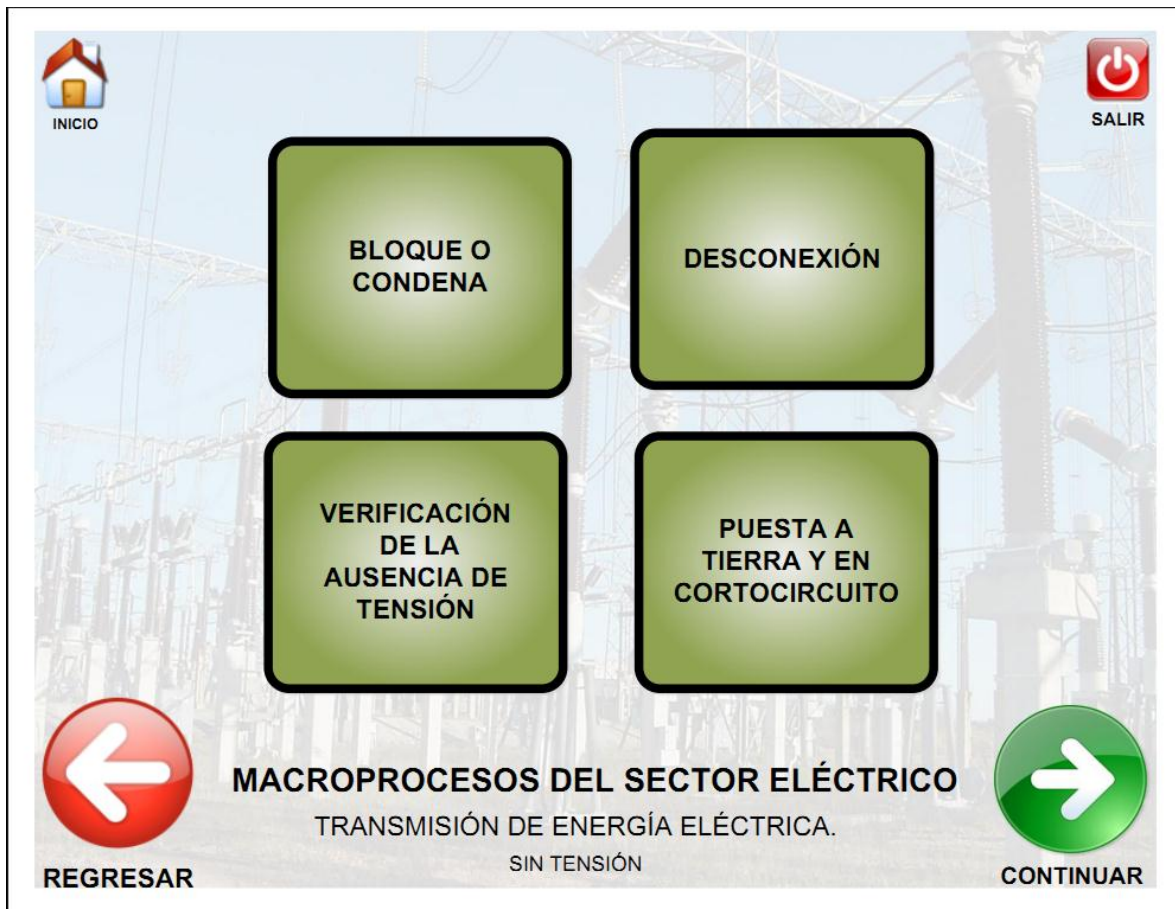 INICIO
SALIR
BLOQUE O
CONDENA
DESCONEXIÓN
VERIFICACIÓN
DE LA
AUSENCIA DE
TENSIÓN
PUESTA A
TIERRA Y EN
CORTOCIRCUITO
MACROPROCESOS DEL SECTOR ELÉCTRICO
TRANSMISIÓN DE ENERGÍA ELÉCTRICA.
SIN TENSIÓN
REGRESAR
CONTINUAR